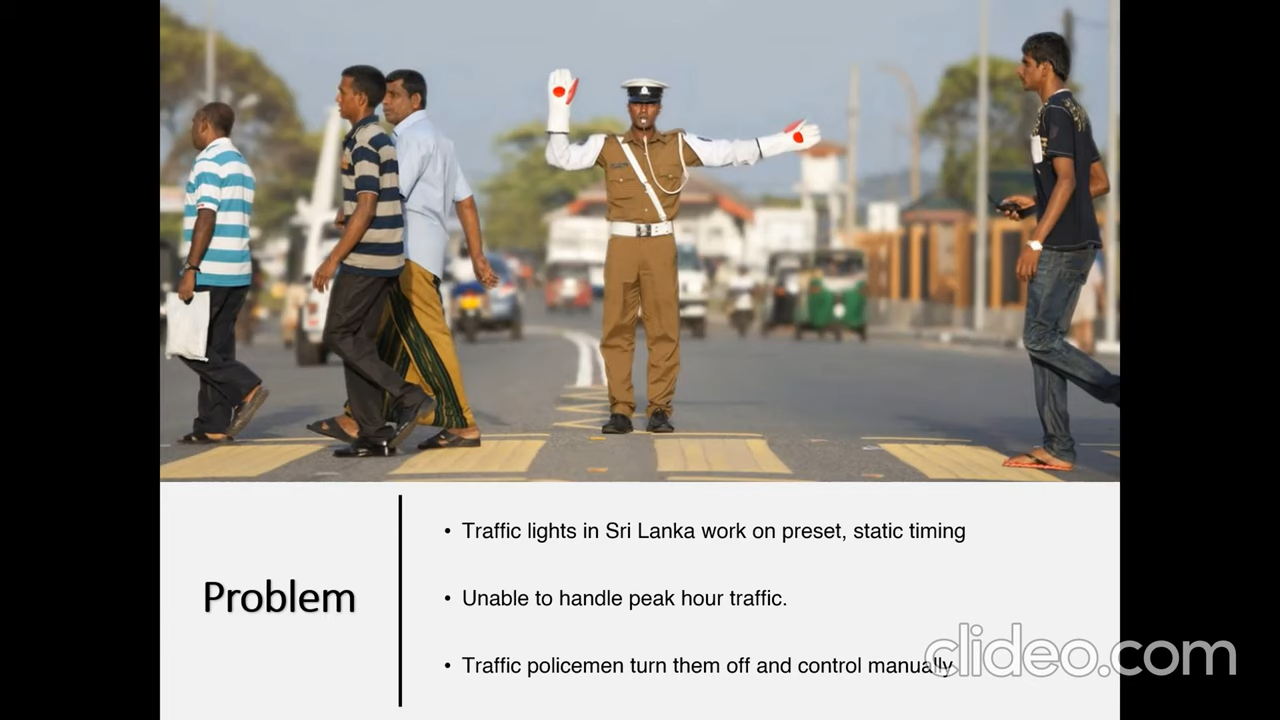 Problem
• Traffic lights in Sri Lanka work on preset, static timing
• Unable to handle peak hour traffic.
• Traffic policemen turn them off and control manually
clideo.com